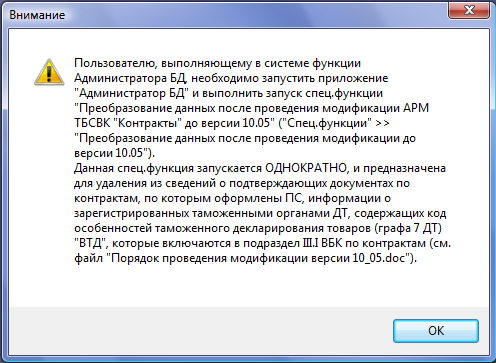 Внимание
Пользователю, выполняющему в системе функции
Администратора БД, необходимо запустить приложение
"Администратор БД" и выполнить запуск спец.функции
"Преобразование данных после проведения модификации АРМ
ТБСВК "Контракты" до версии 10.05" ("Спец.функции" >>
"Преобразование данных после проведения модификации до
версии 10.05").
Данная спец.функция запускается ОДНОКРАТНО, и предназначена
для удаления из сведений о подтверждающих документах по
контрактам, по которым оформлены ПС, информации о
зарегистрированных таможенными органами ДТ, содержащих код
особенностей таможенного декларирования товаров (графа 7 ДТ)
"ВТД", которые включаются в подраздел III.I ВБК по контрактам (см.
файл "Порядок проведения модификации версии 10_05.doc").
OK